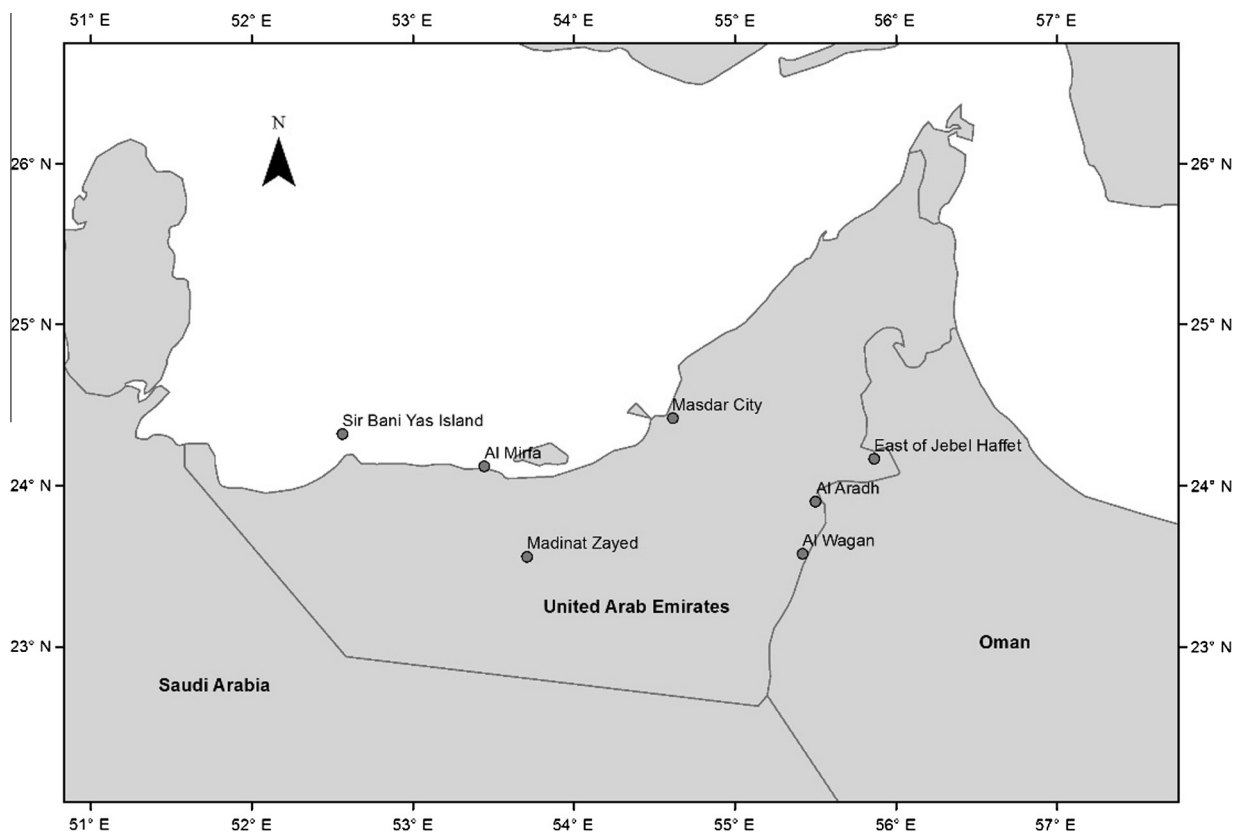 51° E 52° E 53° E 54° E 55° E 56° E 57° E
N
26° N 26° N
25° N 25° N
Masdar City
Sir Bani Yas Island
East of Jebel Haffet
Al Mirfa
24° N 24° N
Al Aradh
Al Wagan
Madinat Zayed
United Arab Emirates
Oman
23° N 23° N
Saudi Arabia
51° E 52° E 53° E 54° E 55° E 56° E 57° E